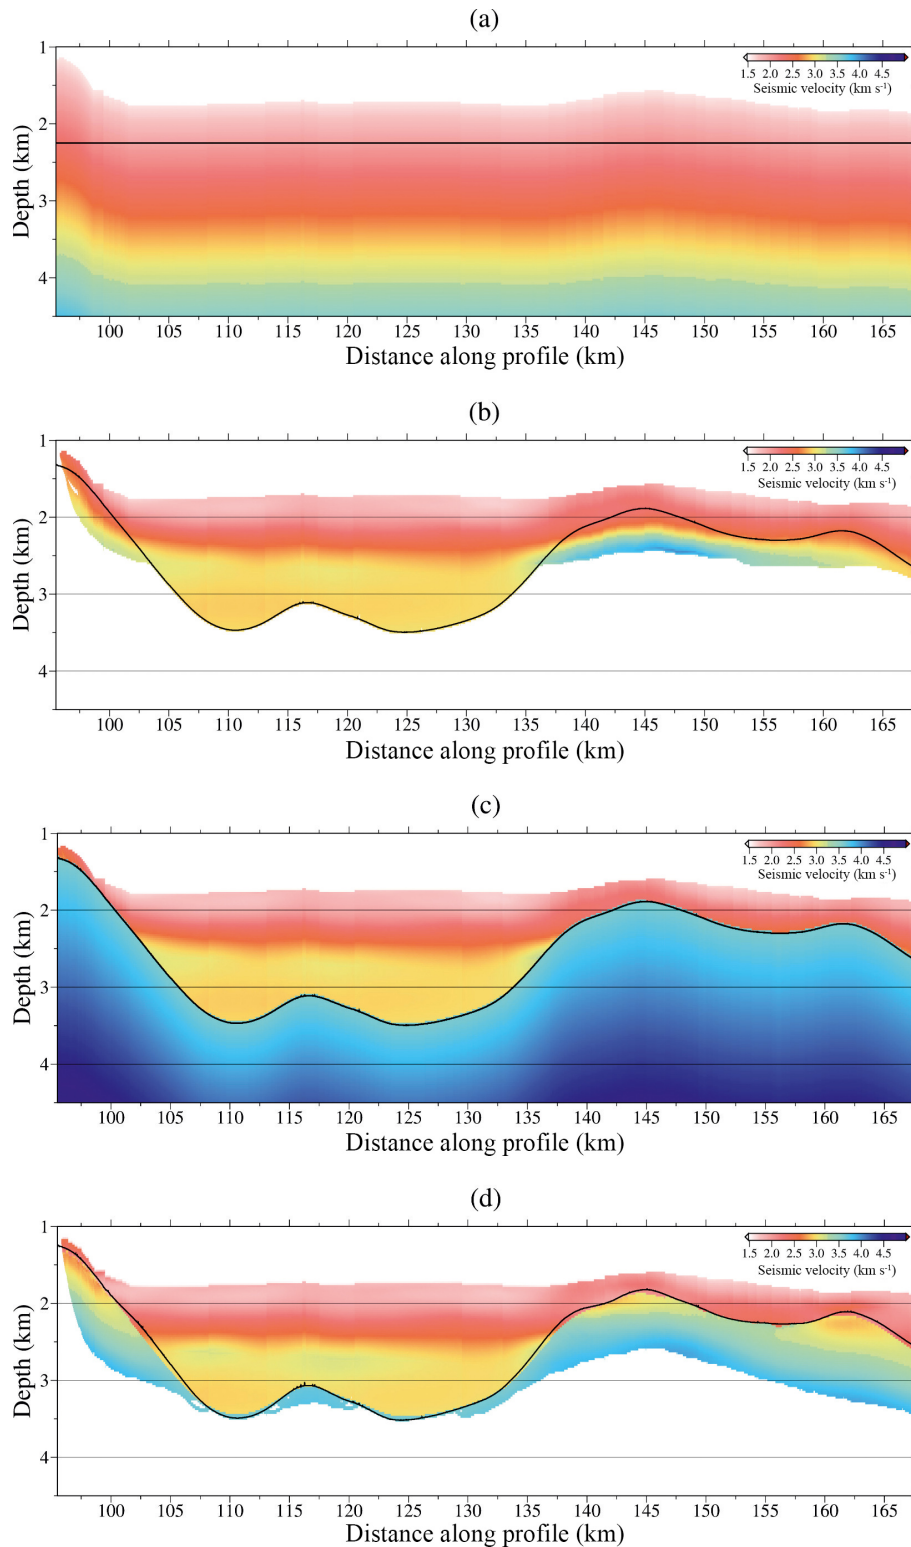 (a)
1.5 2.0 2.5 3.0 3.5 4.0 4.5
Seismic velocity (km s⁻¹)
Depth (km)
1
2
3
4
100 105 110 115 120 125 130 135 140 145 150 155 160 165
Distance along profile (km)
(b)
1.5 2.0 2.5 3.0 3.5 4.0 4.5
Seismic velocity (km s⁻¹)
Depth (km)
1
2
3
4
100 105 110 115 120 125 130 135 140 145 150 155 160 165
Distance along profile (km)
(c)
1.5 2.0 2.5 3.0 3.5 4.0 4.5
Seismic velocity (km s⁻¹)
Depth (km)
1
2
3
4
100 105 110 115 120 125 130 135 140 145 150 155 160 165
Distance along profile (km)
(d)
1.5 2.0 2.5 3.0 3.5 4.0 4.5
Seismic velocity (km s⁻¹)
Depth (km)
1
2
3
4
100 105 110 115 120 125 130 135 140 145 150 155 160 165
Distance along profile (km)